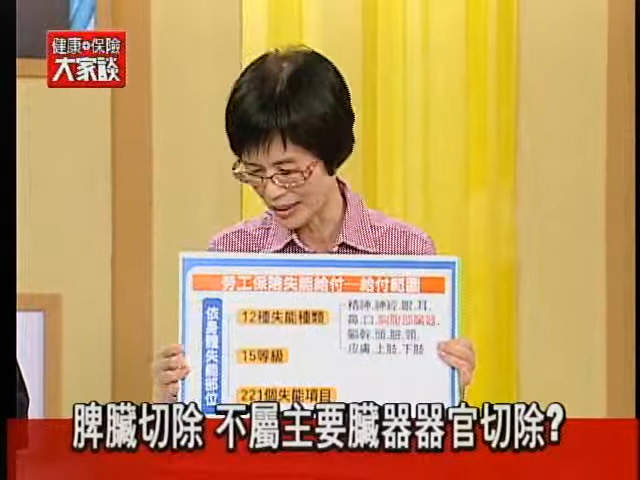 健康+保險
大家談
勞工保險失能給付—給付範圍
依身體失能部位
12種失能種類
精神.神經.眼.耳.
鼻.口.胸腹部臟器.
軀幹.頭.臉.頸.
皮膚.上肢.下肢
15等級
221個失能項目
脾臟切除 不屬主要臟器器官切除?